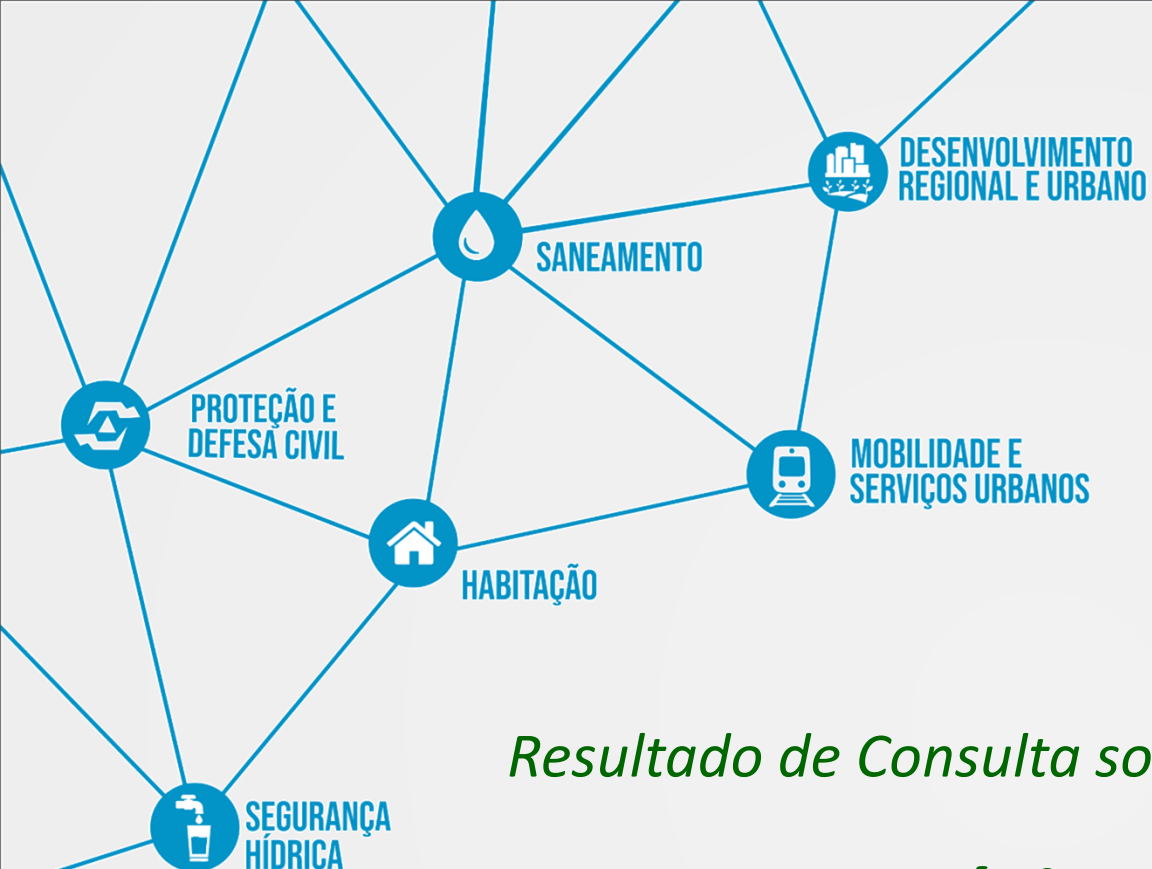 DESENVOLVIMENTO
REGIONAL E URBANO
SANEAMENTO
PROTEÇÃO E
DEFESA CIVIL
MOBILIDADE E
SERVIÇOS URBANOS
HABITAÇÃO
Resultado de Consulta so
SEGURANÇA
HÍDRICA